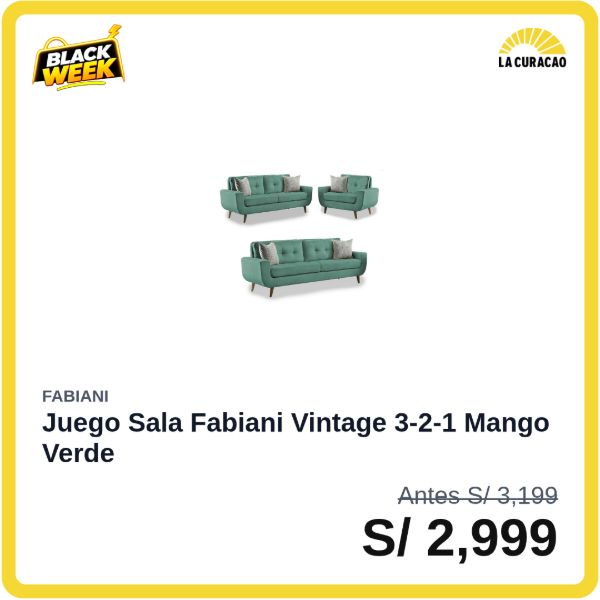 BLACK
WEEK
LA CURACAO
FABIANI
Juego Sala Fabiani Vintage 3-2-1 Mango
Verde
Antes S/ 3,199
S/ 2,999